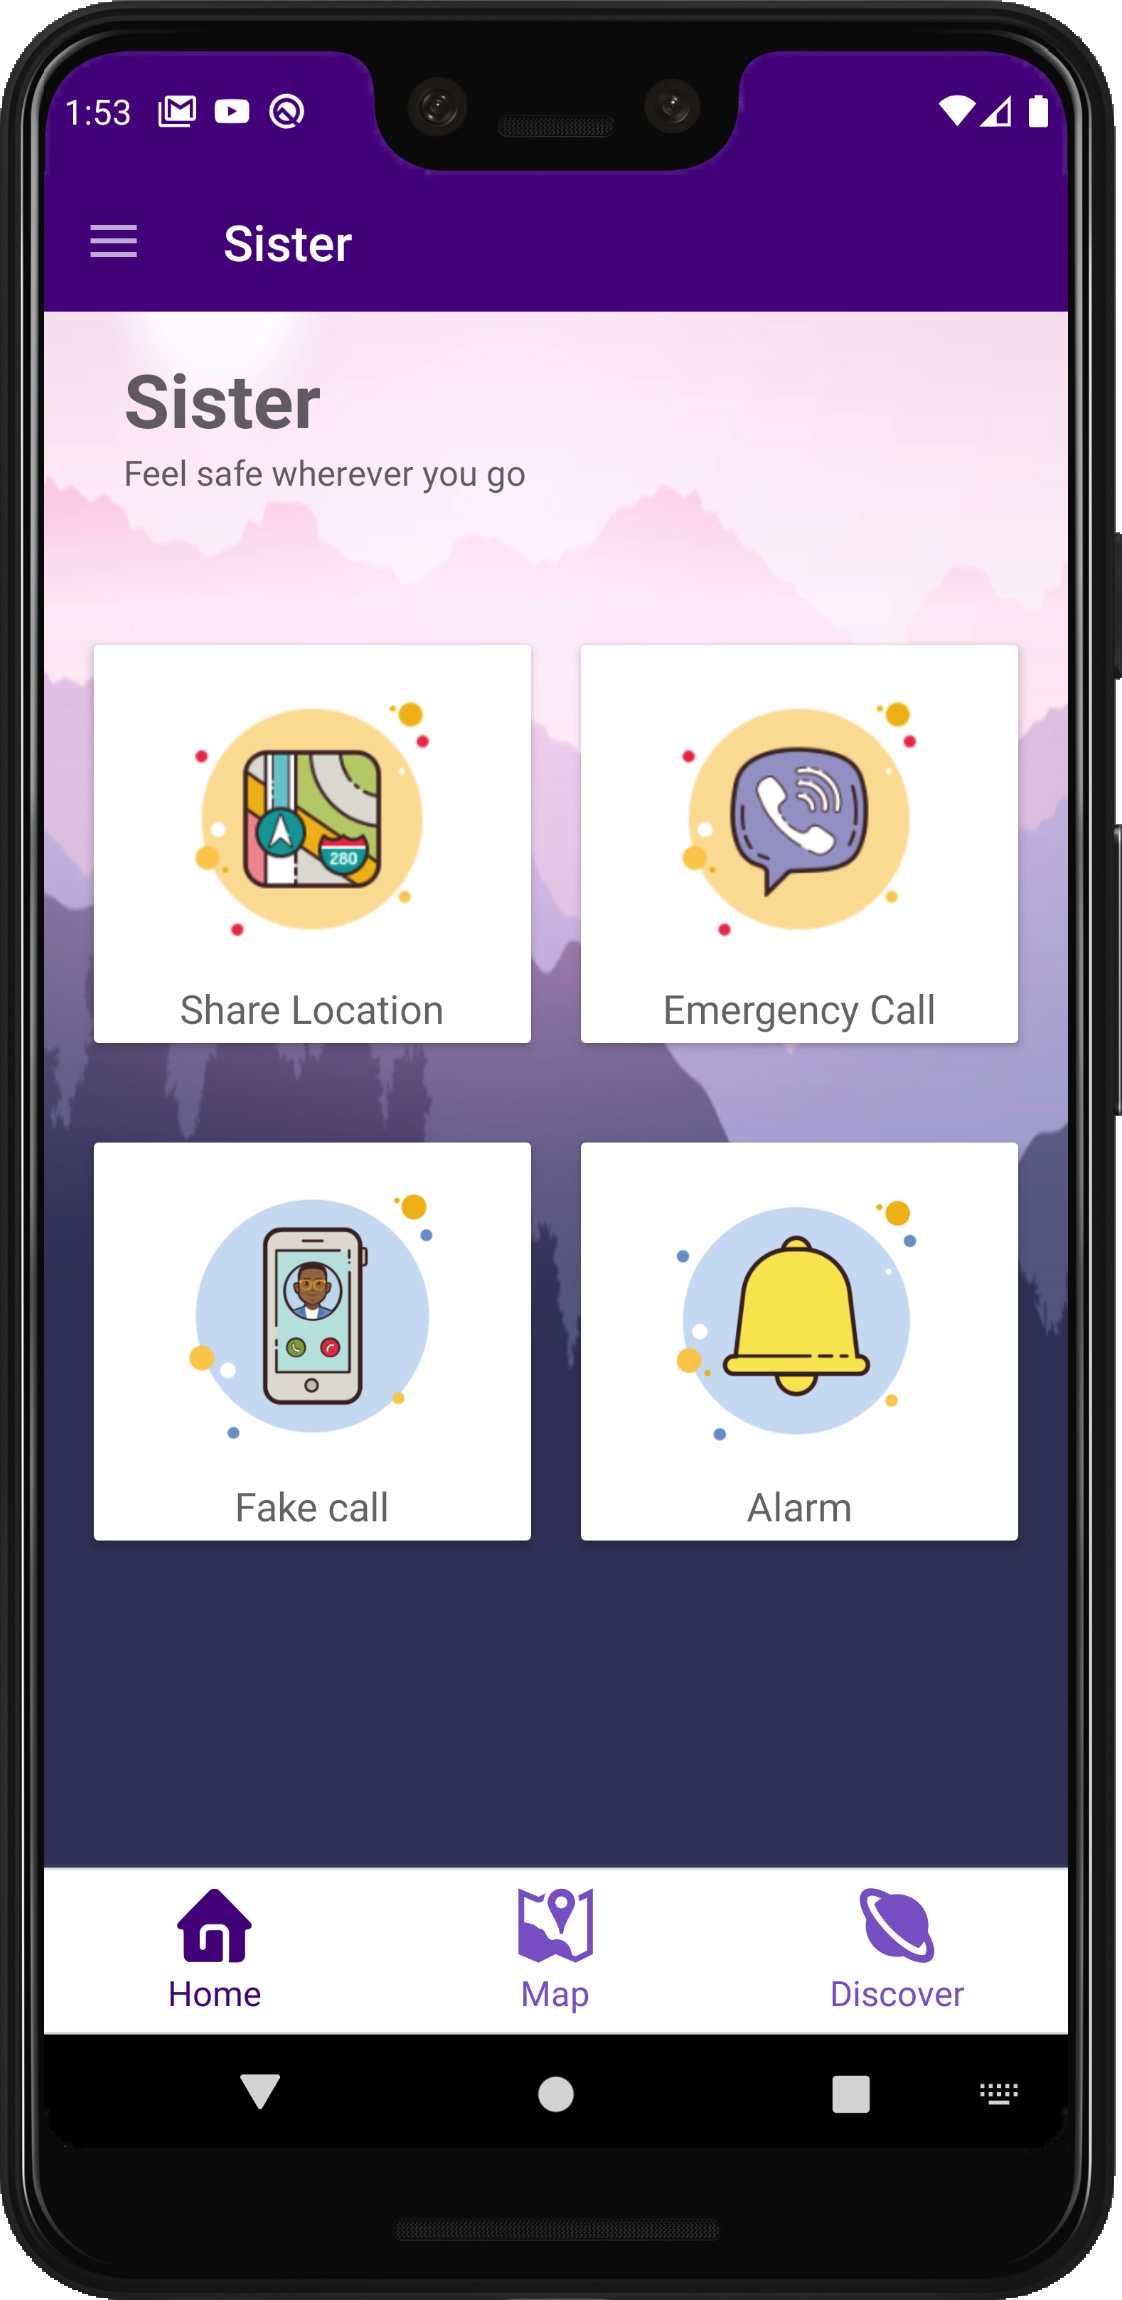 1:53
Sister
Sister
Feel safe wherever you go
280
Share Location
Emergency Call
Fake call
Alarm
Home
Map
Discover